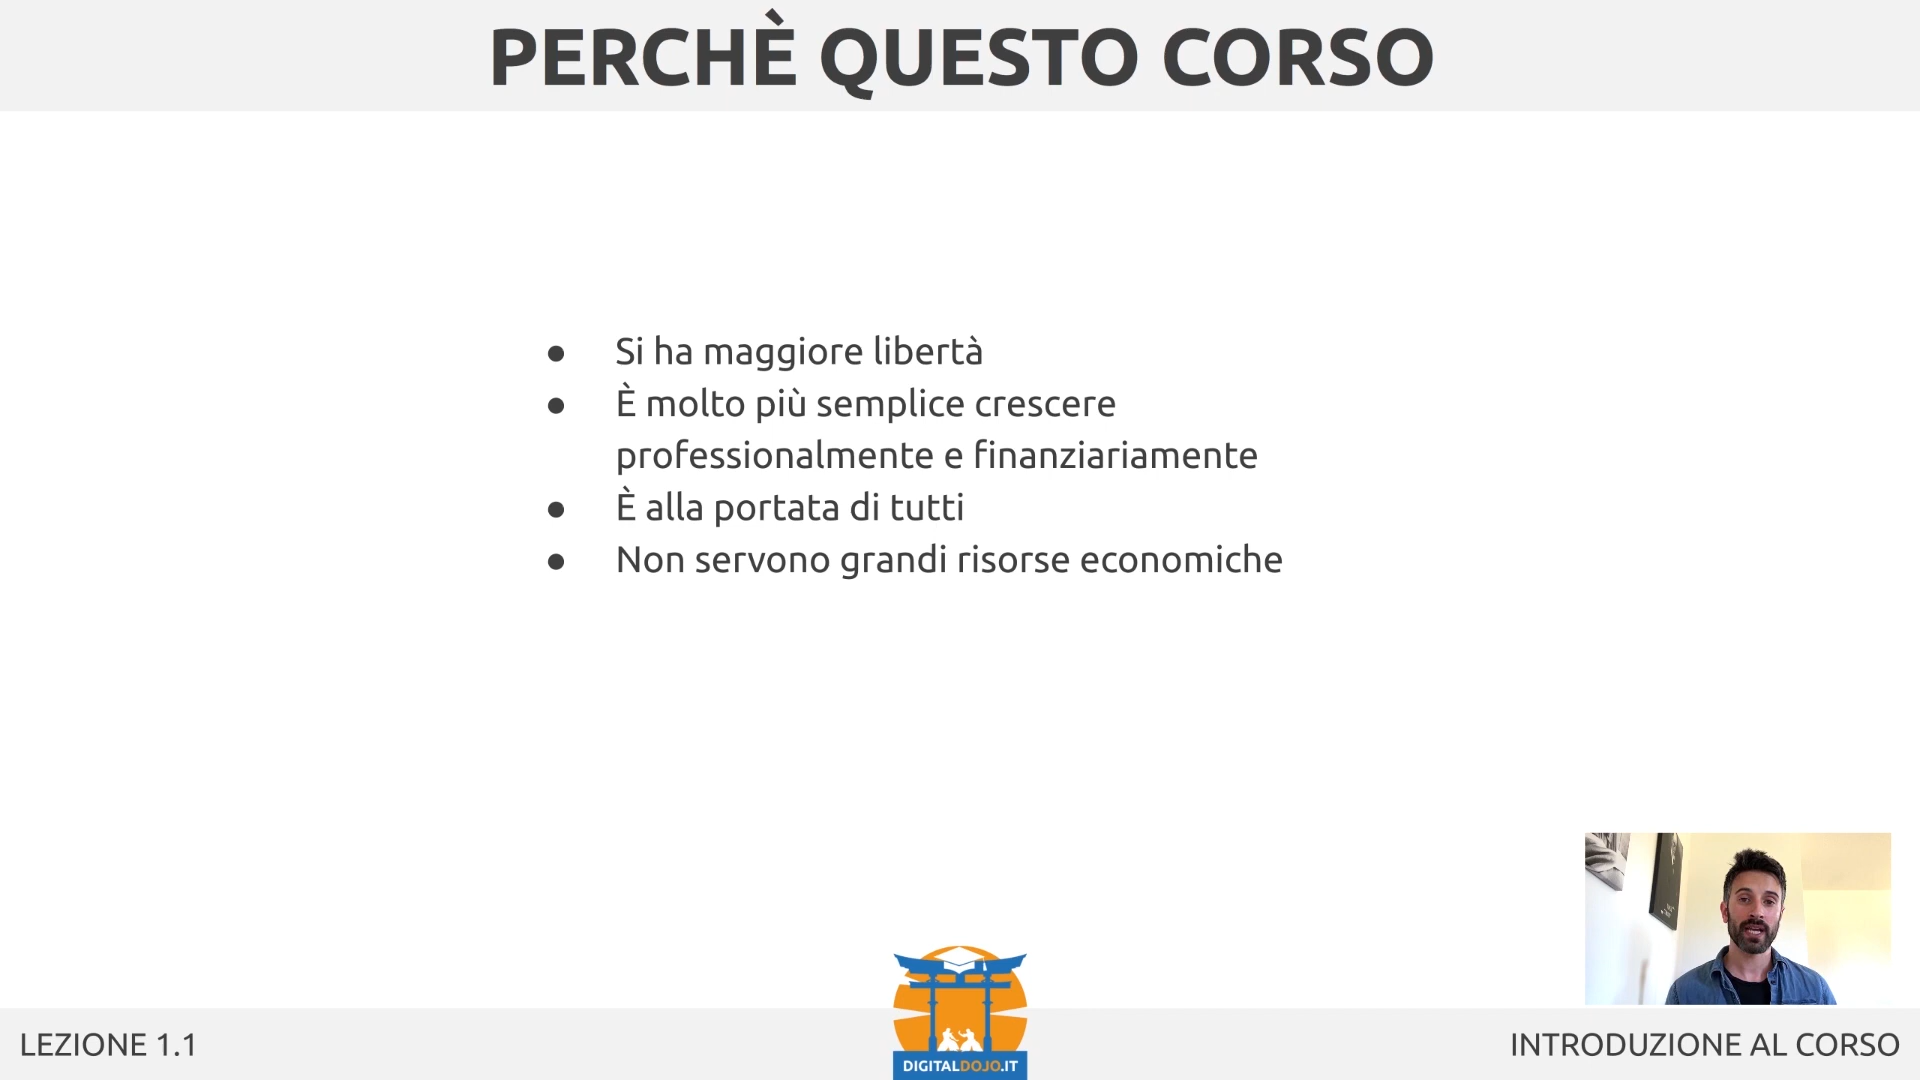 PERCHÈ QUESTO CORSO
● Si ha maggiore libertà
● È molto più semplice crescere
professionalmente e finanziariamente
● È alla portata di tutti
● Non servono grandi risorse economiche
LEZIONE 1.1
DIGITALDOJO.IT
INTRODUZIONE AL CORSO